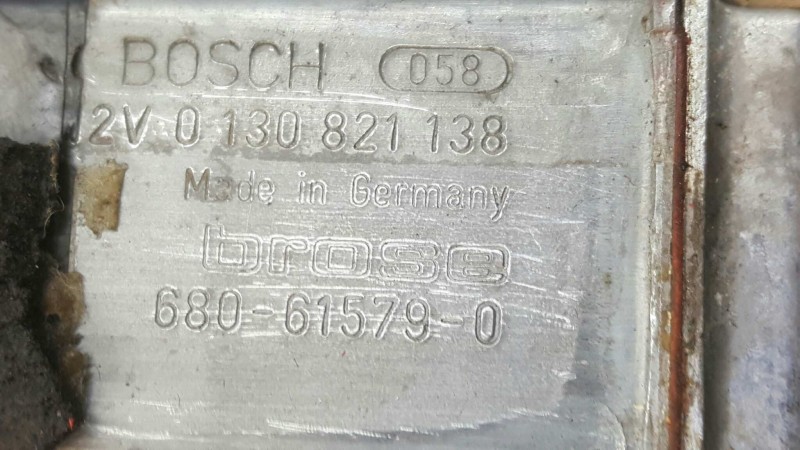 BOSCH 058
12V 0 130 821 138
Made in Germany
brose
680-61579-0